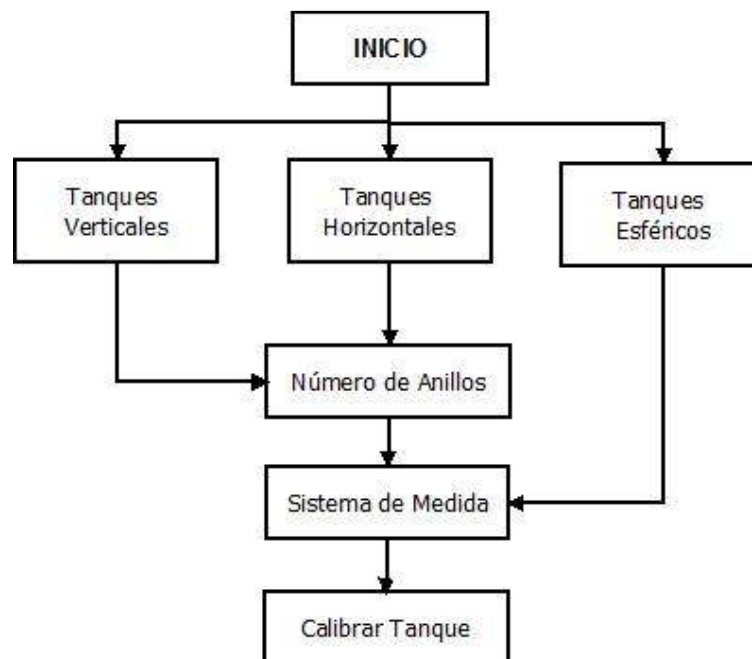 INICIO
Tanques
Verticales
Tanques
Horizontales
Tanques
Esféricos
Número de Anillos
Sistema de Medida
Calibrar Tanque